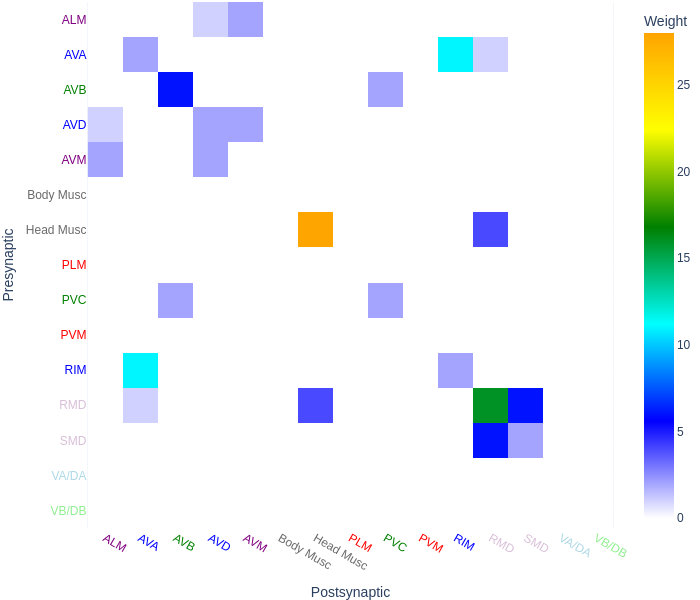 Weight
ALM
AVA
AVB
AVD
AVM
Body Musc
Head Musc
PLM
PVC
PVM
RIM
RMD
SMD
VA/DA
VB/DB
Presynaptic
25
20
15
10
5
0
ALM
AVA
AVB
AVD
AVM
Body Musc
Head Musc
PLM
PVC
PVM
RIM
RMD
SMD
VA/DA
VB/DB
Postsynaptic